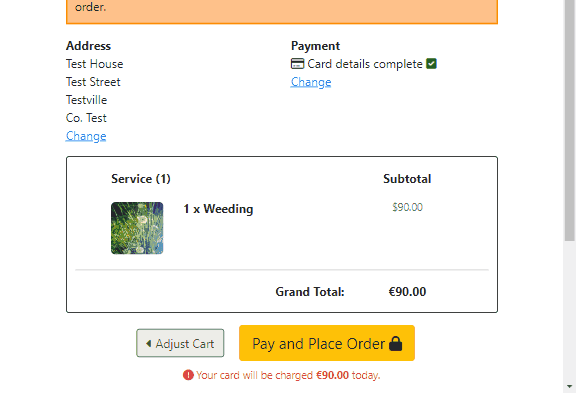 order.
Address
Test House
Test Street
Testville
Co. Test
Change
Payment
Card details complete
Change
Service (1) Subtotal
1 x Weeding $90.00
Grand Total: €90.00
Adjust Cart
Pay and Place Order
Your card will be charged €90.00 today.